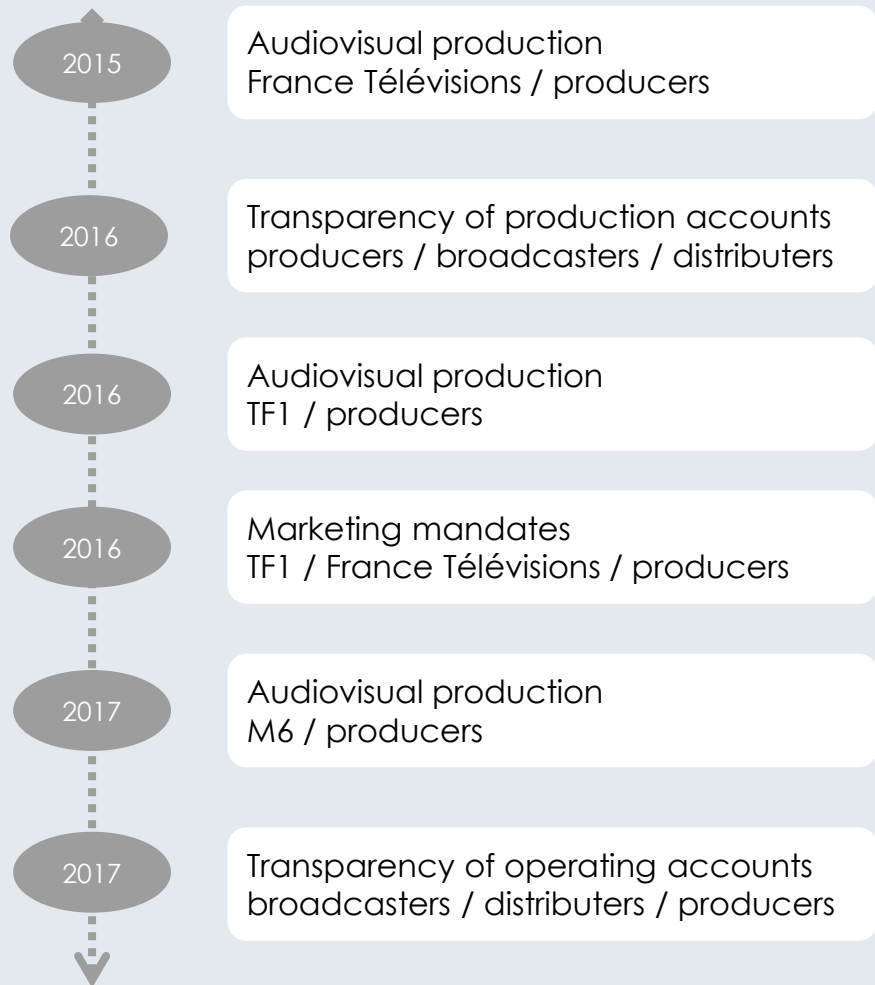 2015
Audiovisual production
France Télévisions / producers
2016
Transparency of production accounts
producers / broadcasters / distributers
2016
Audiovisual production
TF1 / producers
2016
Marketing mandates
TF1 / France Télévisions / producers
2017
Audiovisual production
M6 / producers
2017
Transparency of operating accounts
broadcasters / distributers / producers